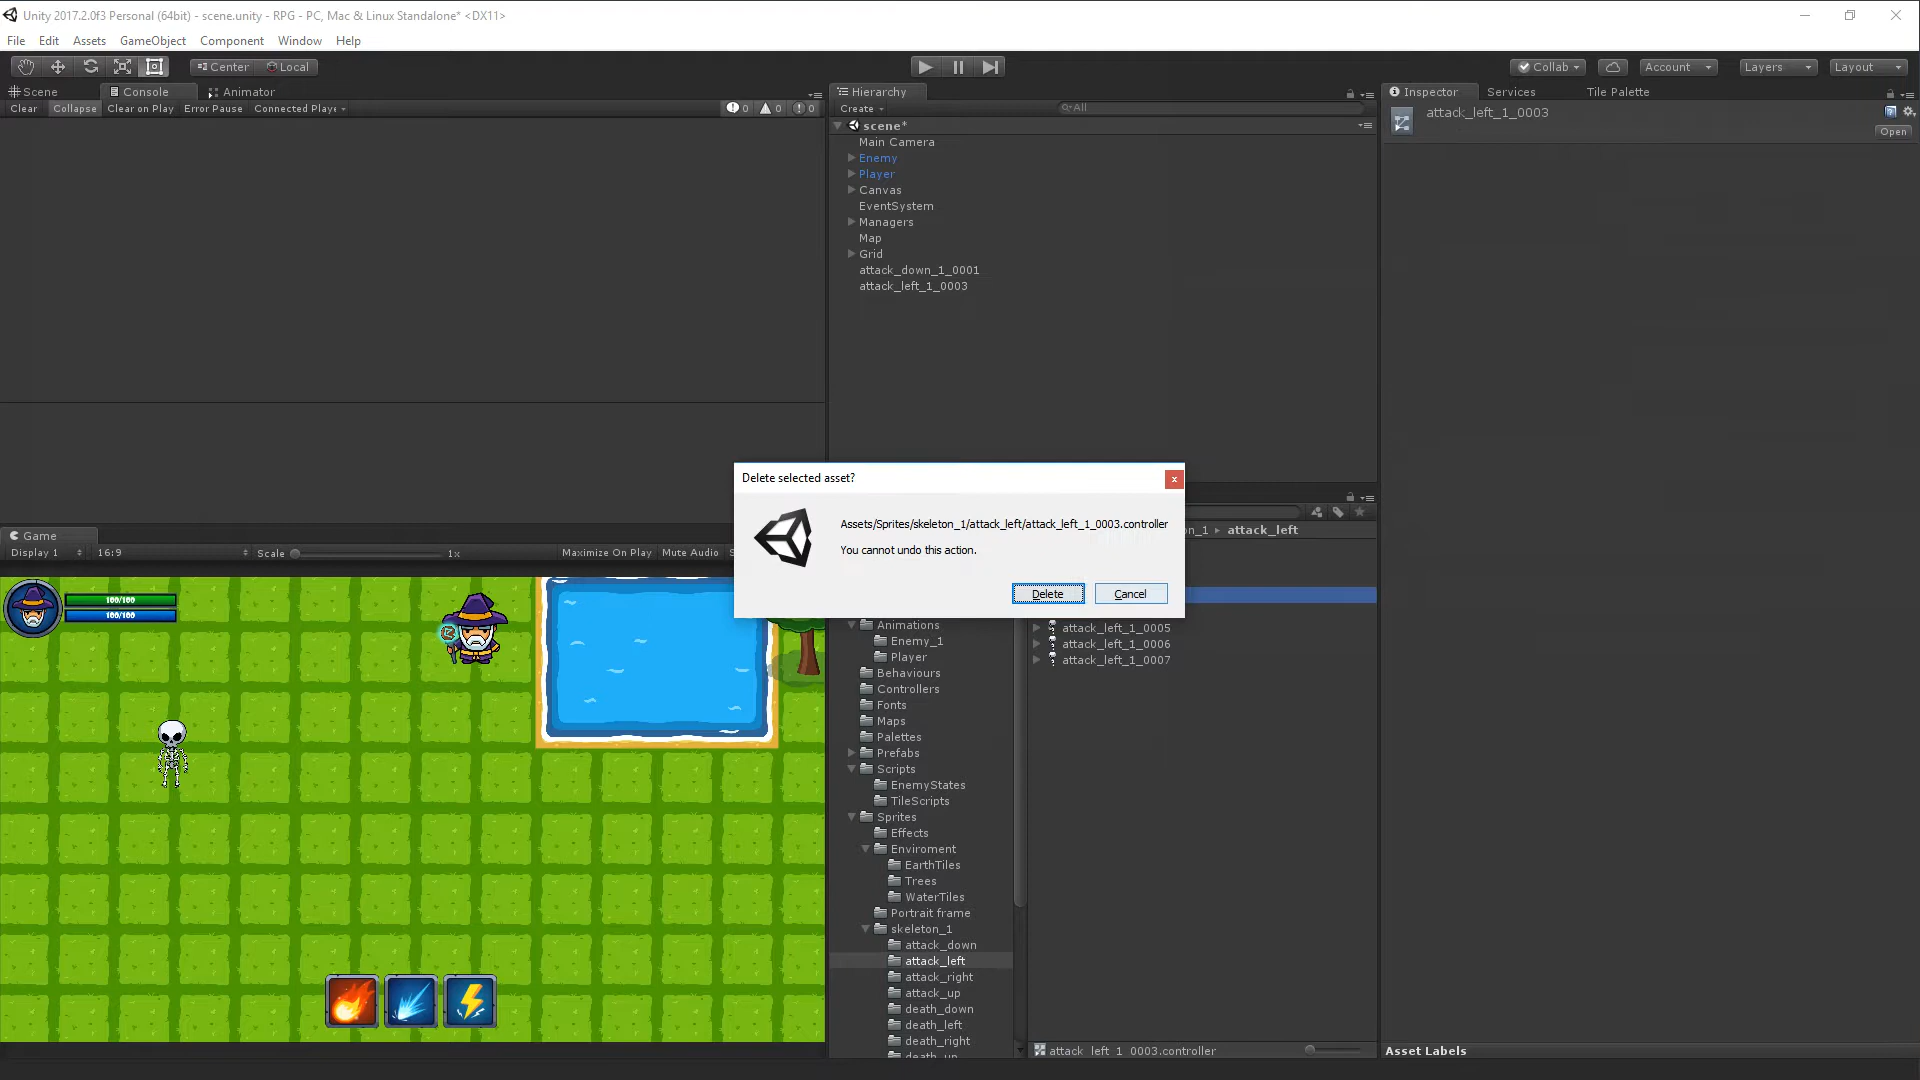 Unity 2017.2.0f3 Personal (64bit) - scene.unity - RPG - PC, Mac & Linux Standalone* <DX11>
File Edit Assets GameObject Component Window Help
Center Local
Collab Account Layers Layout
Scene Console Animator
Clear Collapse Clear on Play Error Pause Connected Playe
0 0 0
Hierarchy
Create
All
scene*
Main Camera
Enemy
Player
Canvas
EventSystem
Managers
Map
Grid
attack_down_1_0001
attack_left_1_0003
Inspector Services Tile Palette
attack_left_1_0003
Open
Delete selected asset?
Assets/Sprites/skeleton_1/attack_left/attack_left_1_0003.controller
You cannot undo this action.
Delete Cancel
Game
Display 1 16:9 Scale 1x Maximize On Play Mute Audio S
100/100
100/100
n_1 attack_left
Animations
Enemy_1
Player
Behaviours
Controllers
Fonts
Maps
Palettes
Prefabs
Scripts
EnemyStates
TileScripts
Sprites
Effects
Enviroment
EarthTiles
Trees
WaterTiles
Portrait frame
skeleton_1
attack_down
attack_left
attack_right
attack_up
death_down
death_left
death_right
death_up
attack_left_1_0005
attack_left_1_0006
attack_left_1_0007
attack_left_1_0003.controller
Asset Labels